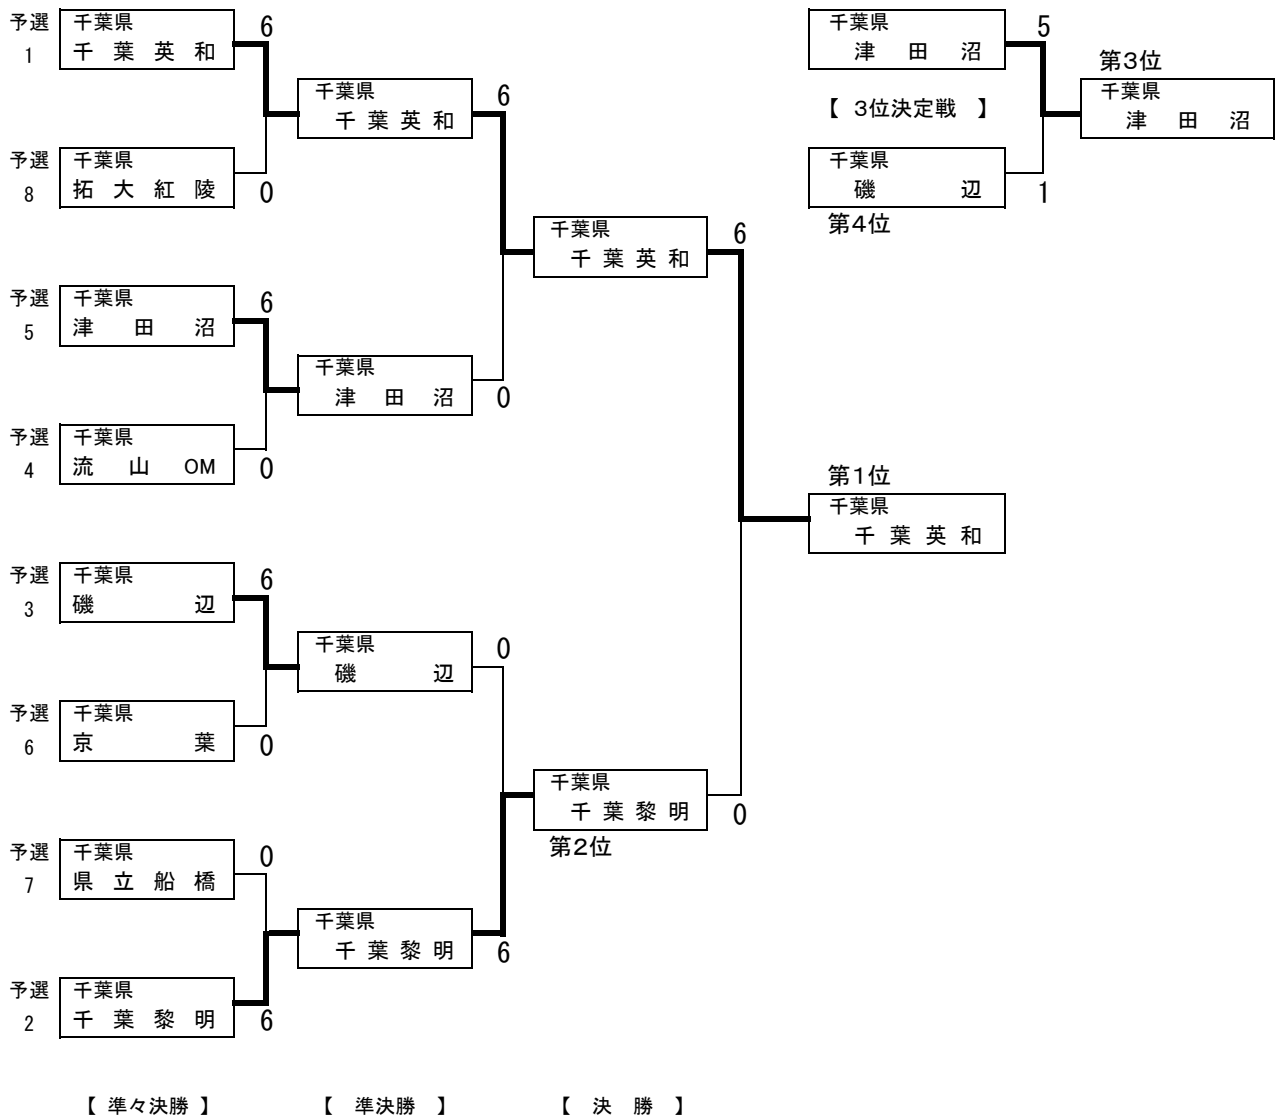 予選
1
千葉県
千葉英和
6
予選
8
千葉県
拓大紅陵
0
予選
5
千葉県
津田沼
6
予選
4
千葉県
流山OM
0
予選
3
千葉県
磯辺
6
予選
6
千葉県
京葉
0
予選
7
千葉県
県立船橋
0
予選
2
千葉県
千葉黎明
6
【 準々決勝 】
千葉県
千葉英和
6
千葉県
津田沼
0
千葉県
磯辺
0
千葉県
千葉黎明
6
【 準決勝 】
千葉県
千葉英和
6
千葉県
千葉黎明
0
第2位
【 決 勝 】
第1位
千葉県
千葉英和
千葉県
津田沼
5
【 3位決定戦 】
千葉県
磯辺
1
第4位
第3位
千葉県
津田沼